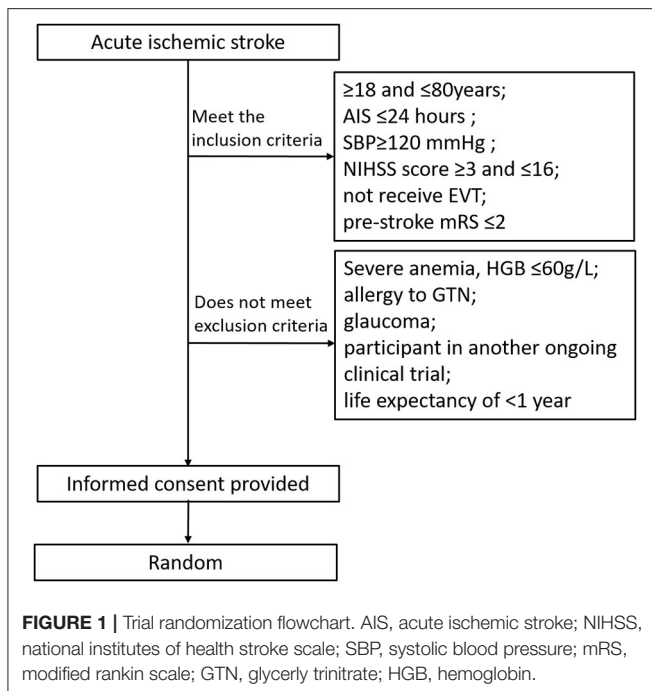 Acute ischemic stroke
Meet the
inclusion criteria
≥18 and ≤80years;
AIS ≤24 hours ;
SBP≥120 mmHg ;
NIHSS score ≥3 and ≤16;
not receive EVT;
pre-stroke mRS ≤2
Does not meet
exclusion criteria
Severe anemia, HGB ≤60g/L;
allergy to GTN;
glaucoma;
participant in another ongoing
clinical trial;
life expectancy of <1 year
Informed consent provided
Random
FIGURE 1 | Trial randomization flowchart. AIS, acute ischemic stroke; NIHSS,
national institutes of health stroke scale; SBP, systolic blood pressure; mRS,
modified rankin scale; GTN, glycerly trinitrate; HGB, hemoglobin.